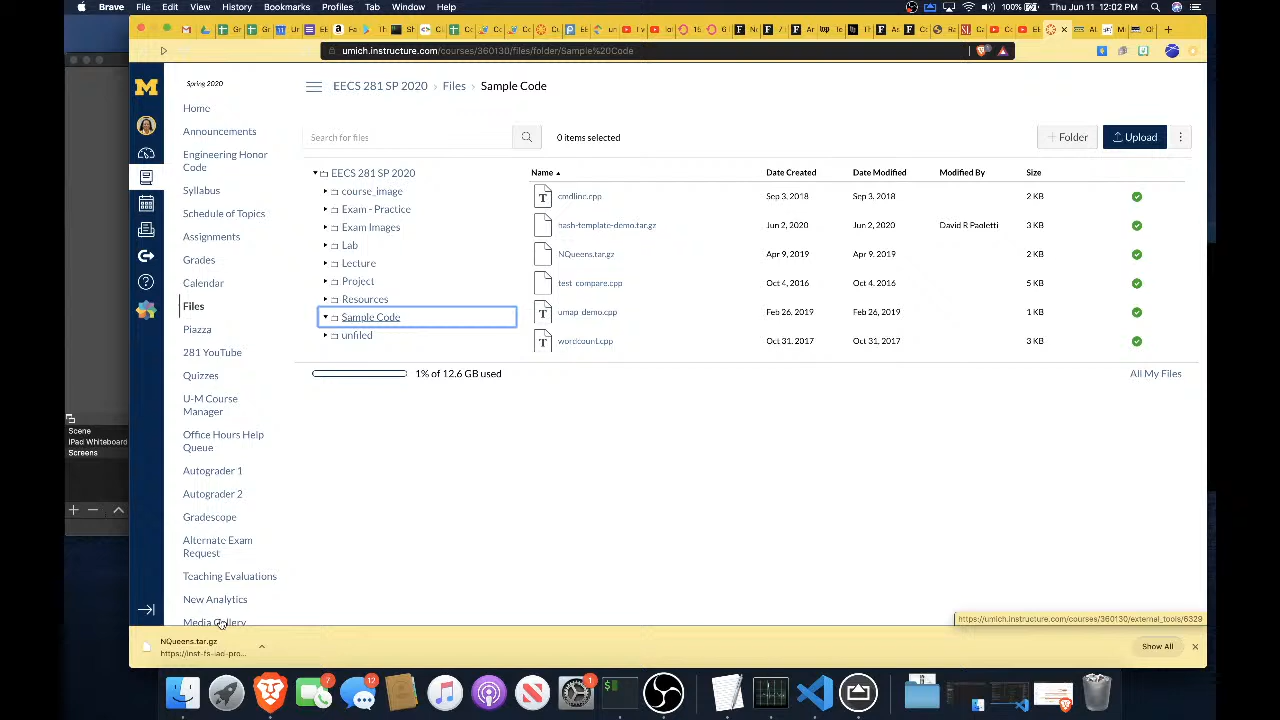 Brave File Edit View History Bookmarks Profiles Tab Window Help
100% Thu Jun 11 12:02 PM
umich.instructure.com/courses/360130/files/folder/Sample%20Code
Spring 2020
EECS 281 SP 2020 › Files › Sample Code
Home
Announcements
Engineering Honor
Code
Syllabus
Schedule of Topics
Assignments
Grades
Calendar
Files
Piazza
281 YouTube
Quizzes
U-M Course
Manager
Office Hours Help
Queue
Autograder 1
Autograder 2
Gradescope
Alternate Exam
Request
Teaching Evaluations
New Analytics
Media Gallery
Search for files
0 items selected
+ Folder
Upload
EECS 281 SP 2020
course_image
Exam - Practice
Exam Images
Lab
Lecture
Project
Resources
Sample Code
unfiled
1% of 12.6 GB used
All My Files
Name Date Created Date Modified Modified By Size
cmdline.cpp Sep 3, 2018 Sep 3, 2018 2 KB
hash-template-demo.tar.gz Jun 2, 2020 Jun 2, 2020 David R Paoletti 3 KB
NQueens.tar.gz Apr 9, 2019 Apr 9, 2019 2 KB
test_compare.cpp Oct 4, 2016 Oct 4, 2016 5 KB
umap_demo.cpp Feb 26, 2019 Feb 26, 2019 1 KB
wordcount.cpp Oct 31, 2017 Oct 31, 2017 3 KB
Scene
iPad Whiteboard
Screens
https://umich.instructure.com/courses/360130/external_tools/6329
NQueens.tar.gz
https://inst-fs-iad-pro...
Show All
7
12
1